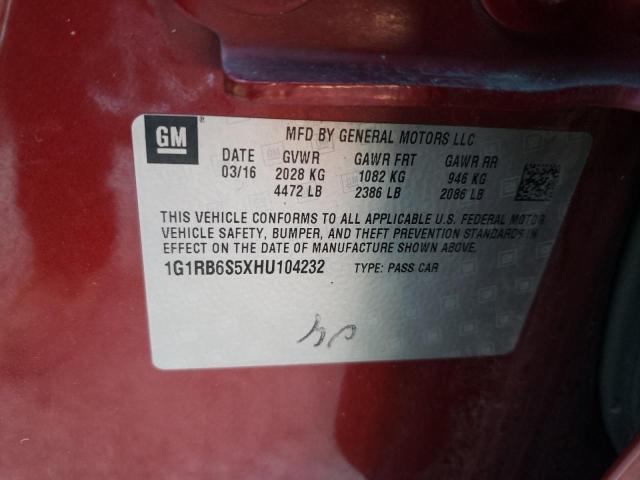 GM ®
MFD BY GENERAL MOTORS LLC
DATE GVWR GAWR FRT GAWR RR
03/16 2028 KG 1082 KG 946 KG
4472 LB 2386 LB 2086 LB
THIS VEHICLE CONFORMS TO ALL APPLICABLE U.S. FEDERAL MOTOR
VEHICLE SAFETY, BUMPER, AND THEFT PREVENTION STANDARDS IN
EFFECT ON THE DATE OF MANUFACTURE SHOWN ABOVE.
1G1RB6S5XHU104232 TYPE: PASS CAR